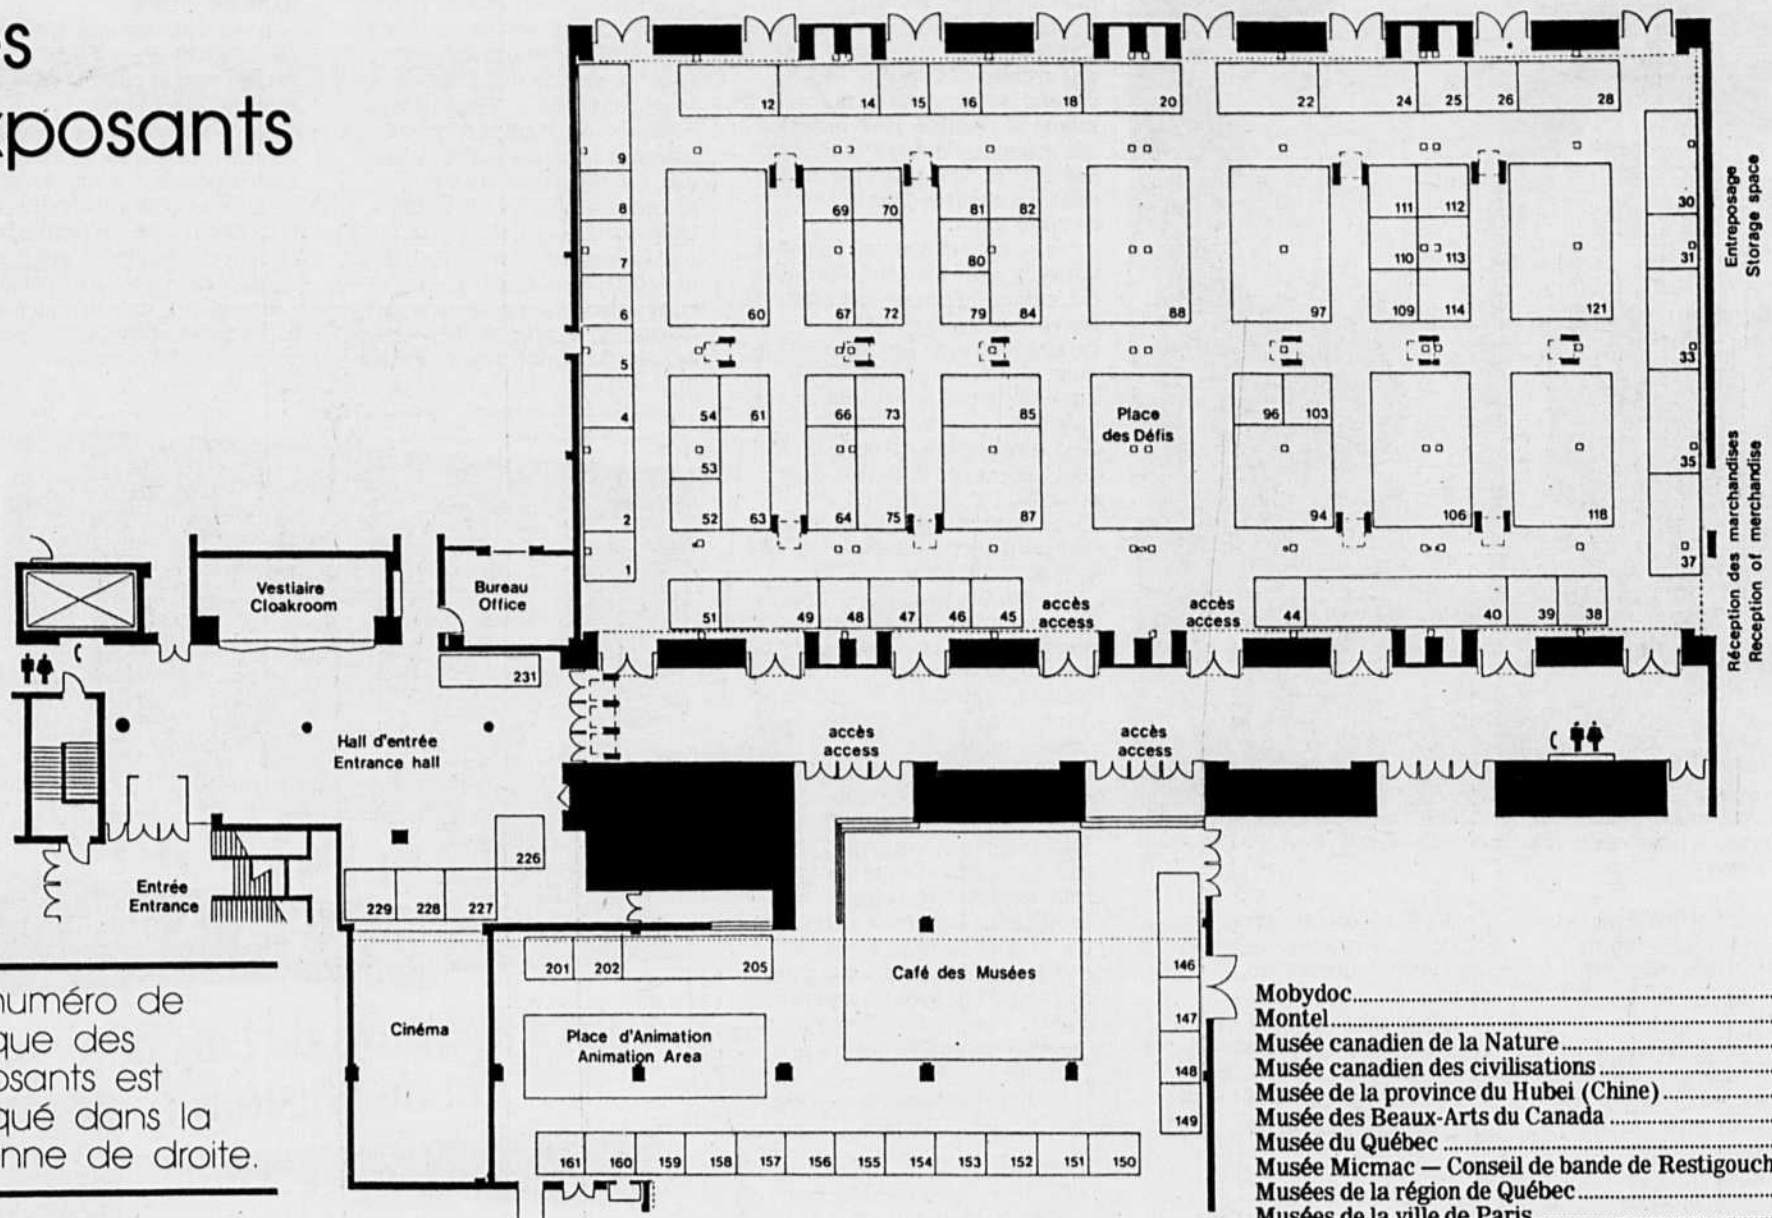 es
xposants
12 14 15 16 18 20 22 24 25 26 28
9
8
7
6
5
4
2
1
69 70 81 82 111 112
80 110 113
60 67 72 79 84 88 97 109 114 121
30
31
33
35
37
Entreposage
Storage space
Réception des marchandises
Reception of merchandise
54 61 66 73 85 96 103
Place
des Défis
53
52 63 64 75 87 94 106 118
51 49 48 47 46 45
accès
access
accès
access
44 40 39 38
Vestiaire
Cloakroom
Bureau
Office
231
Hall d'entrée
Entrance hall
accès
access
accès
access
226
Entrée
Entrance
229 228 227
201 202 205
Café des Musées
146
147
148
149
Cinéma
Place d'Animation
Animation Area
161 160 159 158 157 156 155 154 153 152 151 150
numéro de
que des
osants est
qué dans la
nne de droite.
Mobydoc
Montel
Musée canadien de la Nature
Musée canadien des civilisations
Musée de la province du Hubei (Chine)
Musée des Beaux-Arts du Canada
Musée du Québec
Musée Micmac — Conseil de bande de Restigouch
Musées de la région de Québec
Musées de la ville de Paris